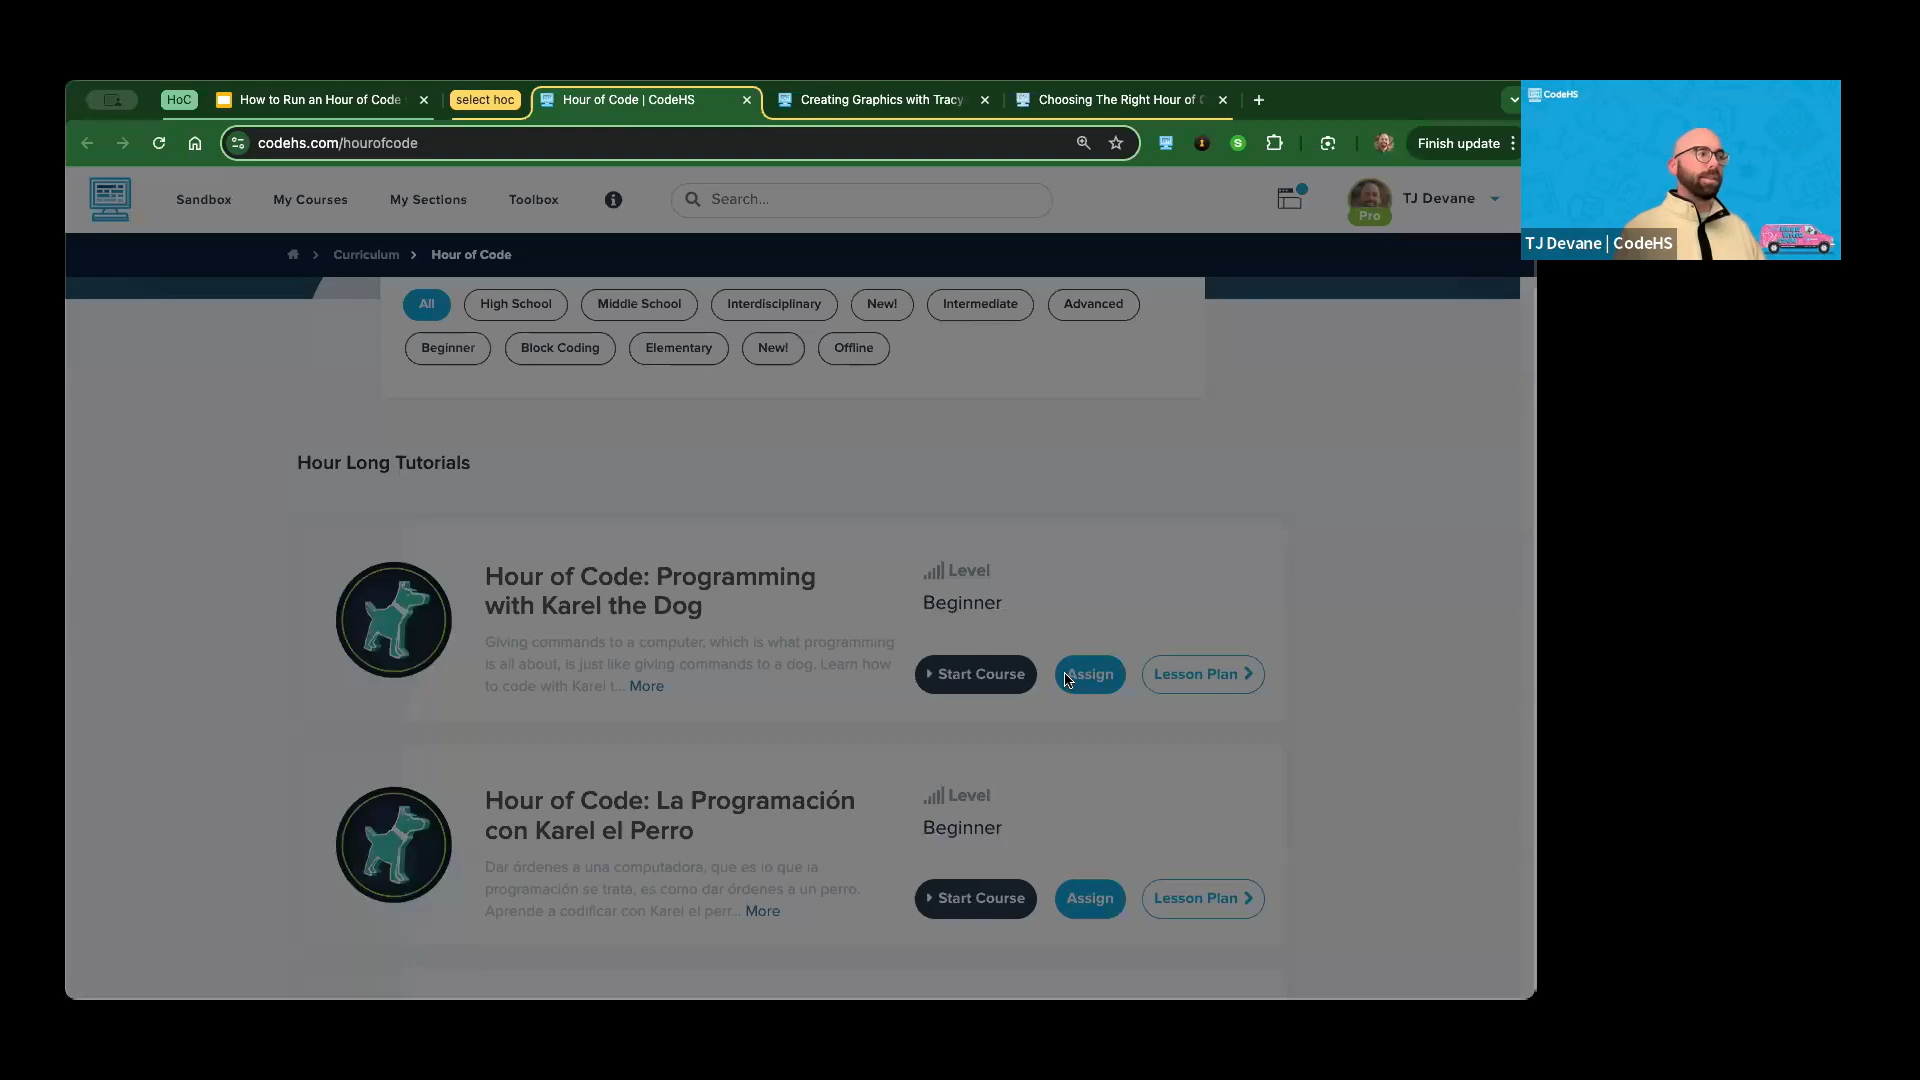 HoC
How to Run an Hour of Code
select hoc
Hour of Code | CodeHS
Creating Graphics with Tracy
Choosing The Right Hour of
codehs.com/hourofcode
Finish update
CodeHS
TJ Devane | CodeHS
Sandbox
My Courses
My Sections
Toolbox
Search...
Pro
TJ Devane
Curriculum
Hour of Code
All
High School
Middle School
Interdisciplinary
New!
Intermediate
Advanced
Beginner
Block Coding
Elementary
New!
Offline
Hour Long Tutorials
Hour of Code: Programming
with Karel the Dog
Giving commands to a computer, which is what programming
is all about, is just like giving commands to a dog. Learn how
to code with Karel t... More
Level
Beginner
Start Course
Assign
Lesson Plan
Hour of Code: La Programación
con Karel el Perro
Dar órdenes a una computadora, que es lo que la
programación se trata, es como dar órdenes a un perro.
Aprende a codificar con Karel el perr... More
Level
Beginner
Start Course
Assign
Lesson Plan